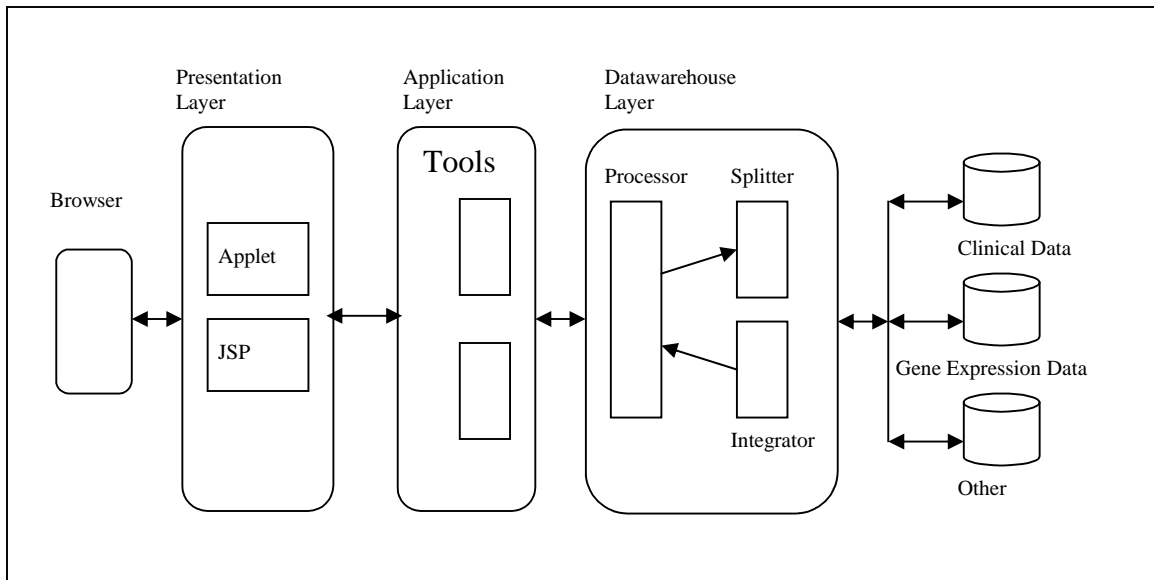 Presentation
Layer
Application
Layer
Datawarehouse
Layer
Tools
Browser
Processor
Splitter
Applet
JSP
Integrator
Clinical Data
Gene Expression Data
Other